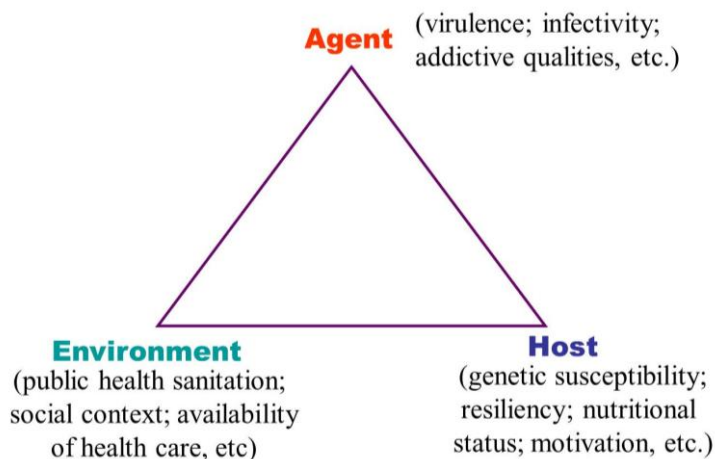 Agent
(virulence; infectivity;
addictive qualities, etc.)
Environment
(public health sanitation;
social context; availability
of health care, etc)
Host
(genetic susceptibility;
resiliency; nutritional
status; motivation, etc.)